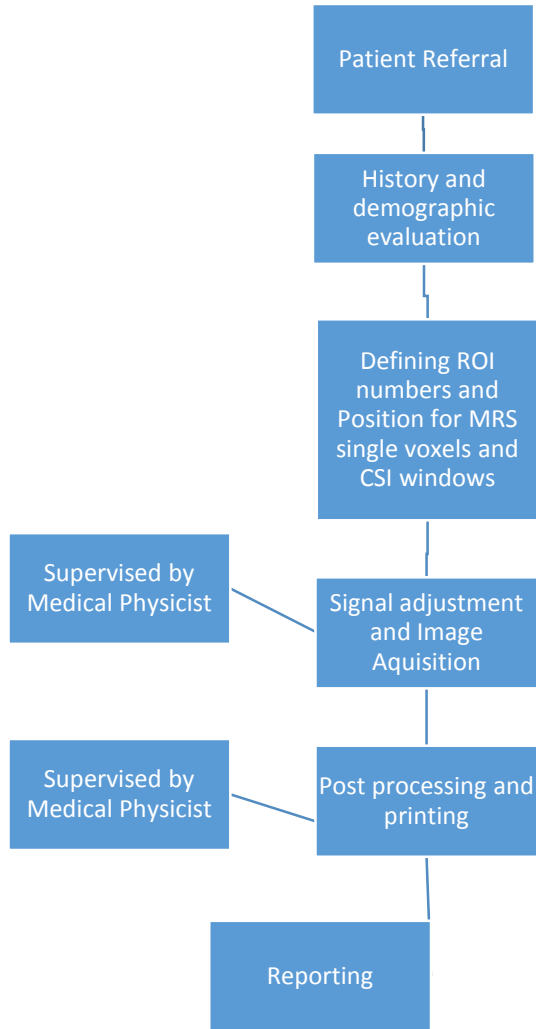 Patient Referral
History and
demographic
evaluation
Defining ROI
numbers and
Position for MRS
single voxels and
CSI windows
Supervised by
Medical Physicist
Signal adjustment
and Image
Aquisition
Supervised by
Medical Physicist
Post processing and
printing
Reporting